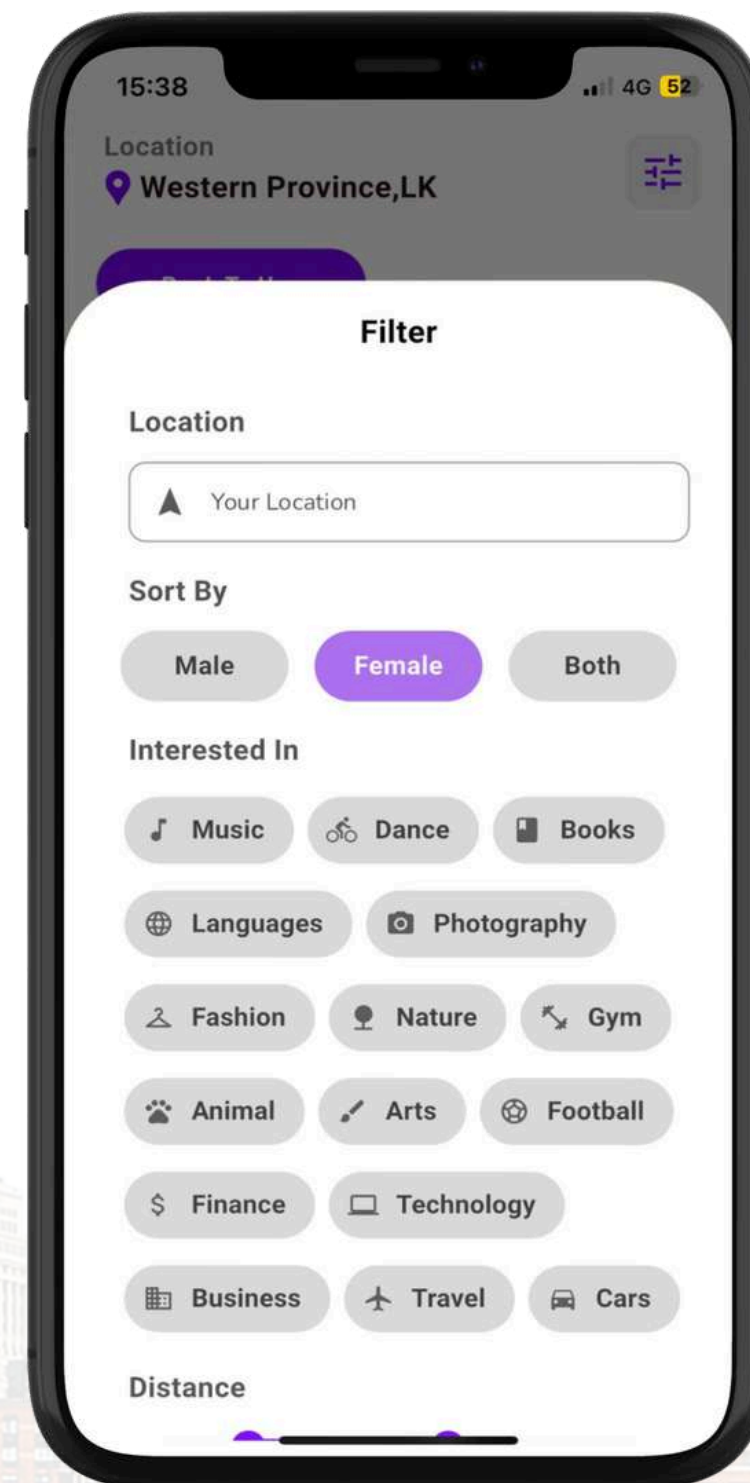 15:38 4G 52
Location
Western Province,LK
Filter
Location
Your Location
Sort By
Male Female Both
Interested In
Music Dance Books
Languages Photography
Fashion Nature Gym
Animal Arts Football
Finance Technology
Business Travel Cars
Distance